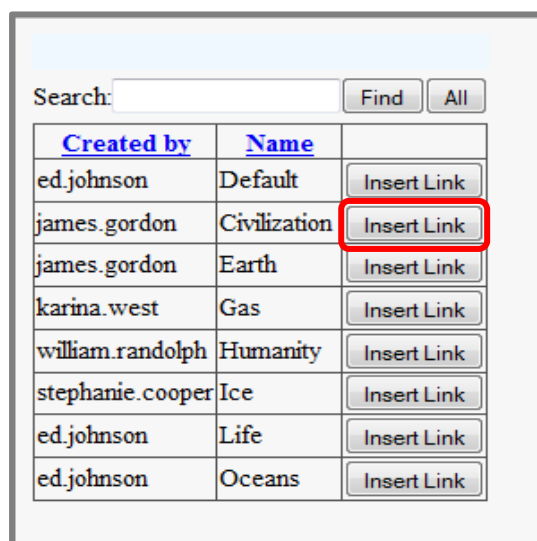 Search: Find All
Created by Name
ed.johnson Default Insert Link
james.gordon Civilization Insert Link
james.gordon Earth Insert Link
karina.west Gas Insert Link
william.randolph Humanity Insert Link
stephanie.cooper Ice Insert Link
ed.johnson Life Insert Link
ed.johnson Oceans Insert Link